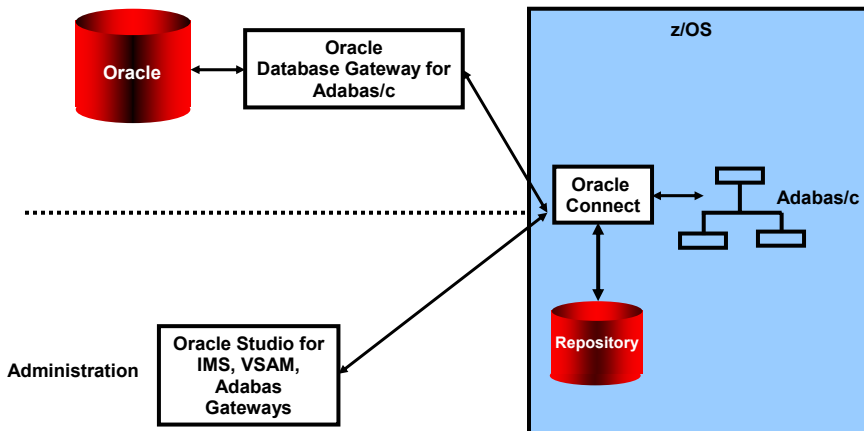 z/OS
Oracle
Oracle
Database Gateway for
Adabas/c
Oracle
Connect
Adabas/c
Repository
Administration
Oracle Studio for
IMS, VSAM,
Adabas
Gateways